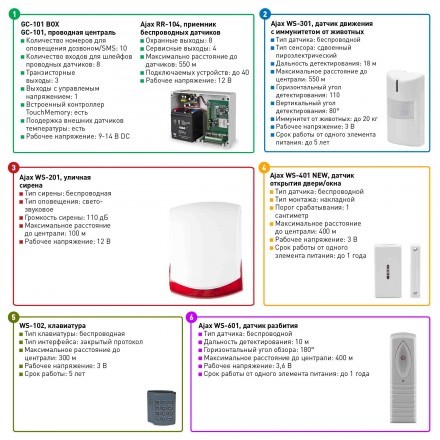 1
GC-101 BOX
GC-101, проводная централь
Количество номеров для
оповещения дозвоном/SMS: 10
Количество входов для шлейфов
проводных датчиков: 8
Транзисторные
выходы: 3
Выходы с управляемым
напряжением: 1
Встроенный контроллер
TouchMemory: есть
Поддержка внешних датчиков
температуры: есть
Рабочее напряжение: 9-14 В DC
Ajax RR-104, приемник
беспроводных датчиков
Охранные выходы: 8
Сервисные выходы: 4
Максимальное расстояние до
датчиков: 550 м
Подключаемых устройств: до 40
Рабочее напряжение: 12 В
2
Ajax WS-301, датчик движения
с иммунитетом от животных
Тип датчика: беспроводной
Тип сенсора: сдвоенный
пироэлектрический
Дальность детектирования: 18 м
Максимальное расстояние до
централи: 550 м
Горизонтальный угол
детектирования: 110
Вертикальный угол
детектирования: 80°
Иммунитет от животных: до 20 кг
Рабочее напряжение: 3 В
Срок работы от одного элемента
питания: до 5 лет
3
Ajax WS-201, уличная
сирена
Тип сирены: беспроводная
Тип оповещения: свето-
звуковое
Громкость сирены: 110 дБ
Максимальное расстояние
до централи: 100 м
Рабочее напряжение: 12 В
4
Ajax WS-401 NEW, датчик
открытия двери/окна
Тип датчика: беспроводной
Тип монтажа: накладной
Порог срабатывания: 1
сантиметр
Максимальное расстояние
до централи: 400 м
Рабочее напряжение: 3 В
Срок работы от одного
элемента питания: до 1 года
5
WS-102, клавиатура
Тип клавиатуры: беспроводная
Тип интерфейса: закрытый протокол
Максимальное расстояние до
централи: 300 м
Рабочее напряжение: 3 В
Срок работы: 5 лет
6
Ajax WS-601, датчик разбития
Тип датчика: беспроводной
Дальность детектирования: 10 м
Горизонтальный угол обзора: 180°
Максимальное расстояние до централи: 400 м
Рабочее напряжение: 3,6 В
Срок работы от одного элемента питания: до 1 года